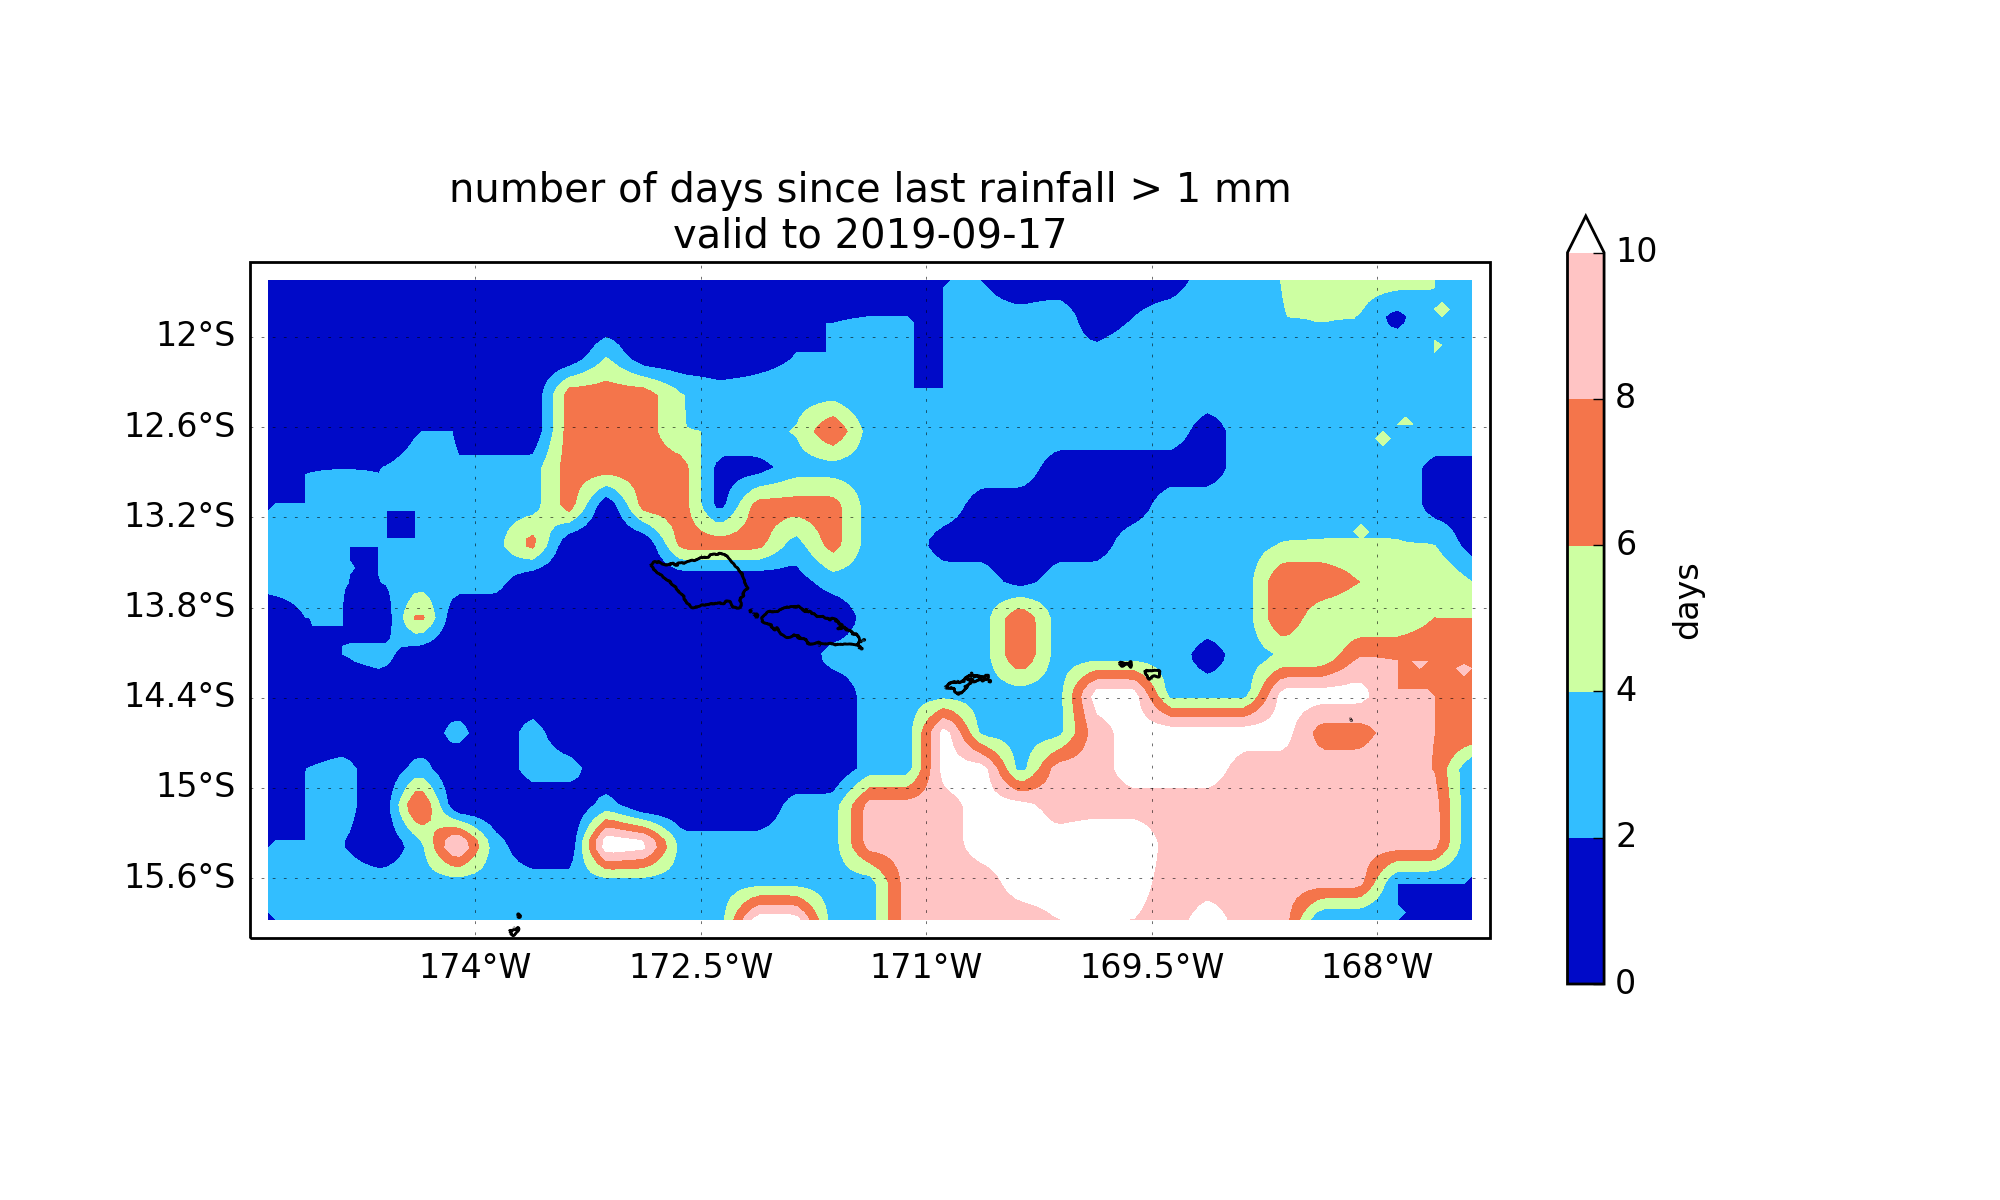 number of days since last rainfall > 1 mm
valid to 2019-09-17
12°S
12.6°S
13.2°S
13.8°S
14.4°S
15°S
15.6°S
174°W 172.5°W 171°W 169.5°W 168°W
10
8
6
4
2
0
days